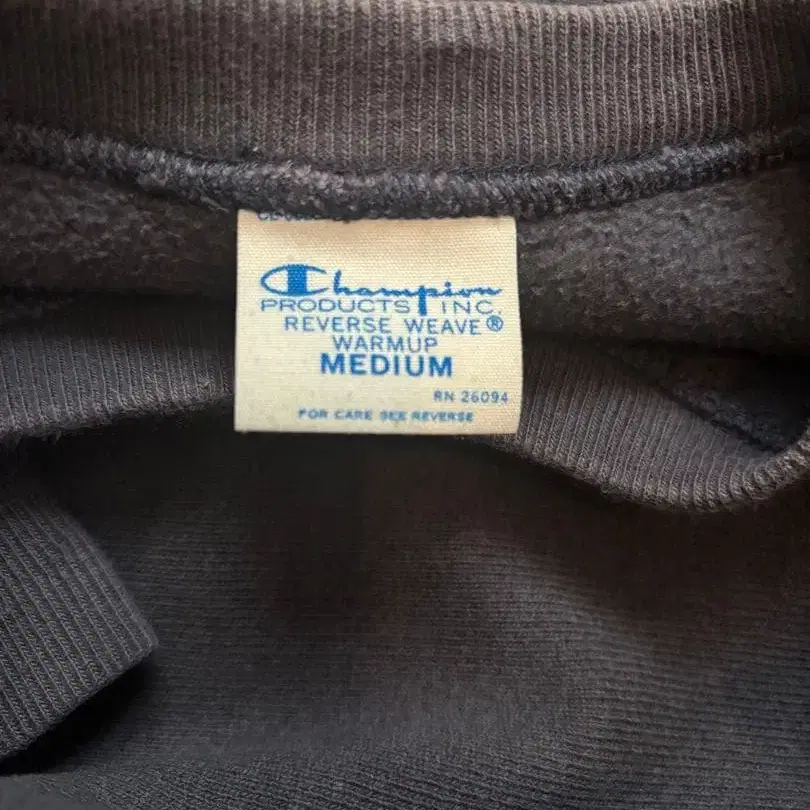 Champion
PRODUCTS INC.
REVERSE WEAVE®
WARMUP
MEDIUM
RN 26094
FOR CARE SEE REVERSE